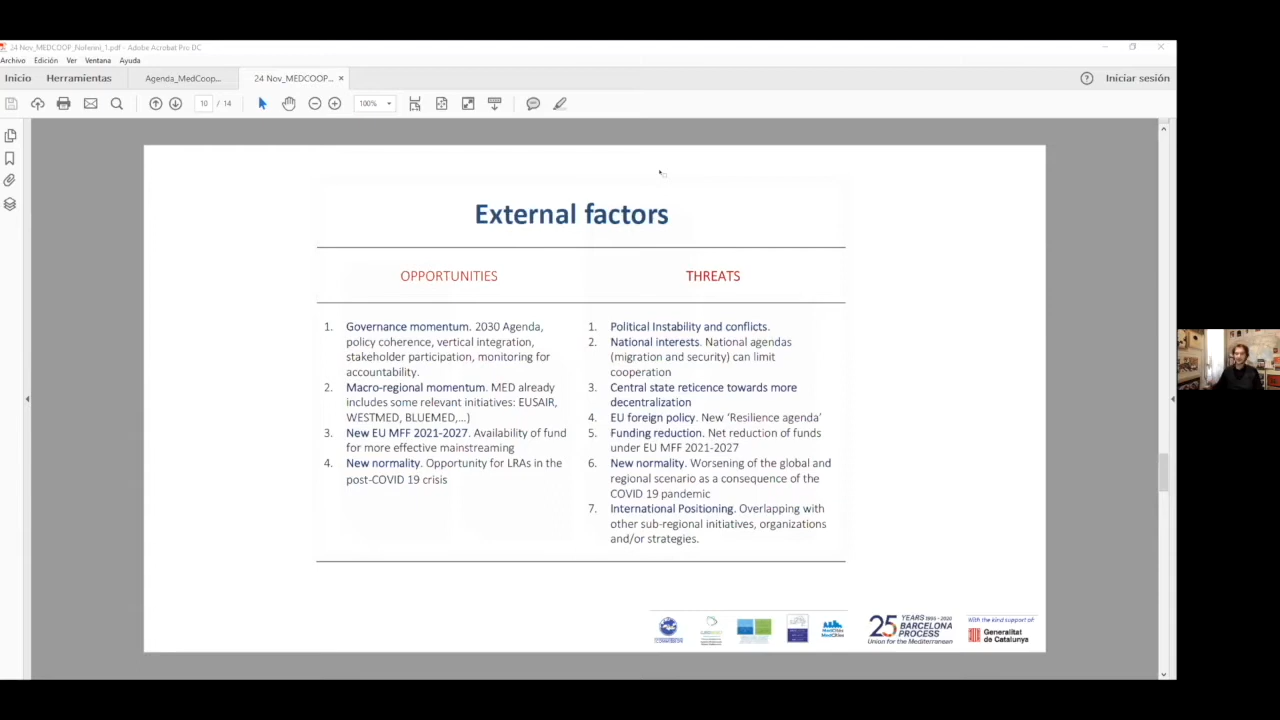 24 Nov_MEDCOOP_Noferini_1.pdf - Adobe Acrobat Pro DC
Archivo Edición Ver Ventana Ayuda
Inicio Herramientas Agenda_MedCoop... 24 Nov_MEDCOOP... × Iniciar sesión
10 / 14 100%
External factors
OPPORTUNITIES
THREATS
1. Governance momentum. 2030 Agenda,
policy coherence, vertical integration,
stakeholder participation, monitoring for
accountability.
2. Macro-regional momentum. MED already
includes some relevant initiatives: EUSAIR,
WESTMED, BLUEMED,...)
3. New EU MFF 2021-2027. Availability of fund
for more effective mainstreaming
4. New normality. Opportunity for LRAs in the
post-COVID 19 crisis
1. Political Instability and conflicts.
2. National interests. National agendas
(migration and security) can limit
cooperation
3. Central state reticence towards more
decentralization
4. EU foreign policy. New ‘Resilience agenda’
5. Funding reduction. Net reduction of funds
under EU MFF 2021-2027
6. New normality. Worsening of the global and
regional scenario as a consequence of the
COVID 19 pandemic
7. International Positioning. Overlapping with
other sub-regional initiatives, organizations
and/or strategies.
MedCities
MedCités
25 YEARS 1995 - 2020
BARCELONA
PROCESS
Union for the Mediterranean
With the kind support of:
Generalitat
de Catalunya